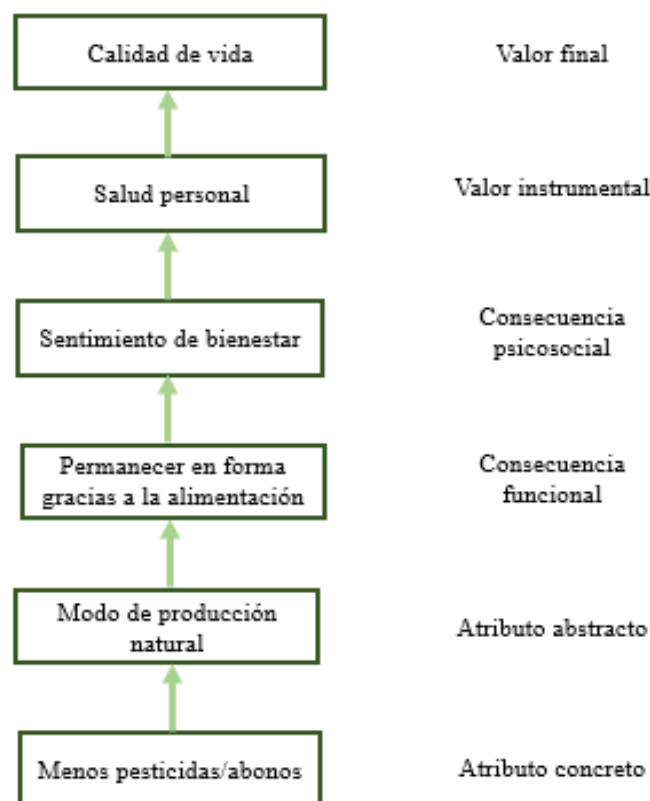 Calidad de vida
Valor final
Salud personal
Valor instrumental
Sentimiento de bienestar
Consecuencia
psicosocial
Permanecer en forma
gracias a la alimentación
Consecuencia
funcional
Modo de producción
natural
Atributo abstracto
Menos pesticidas/abonos
Atributo concreto